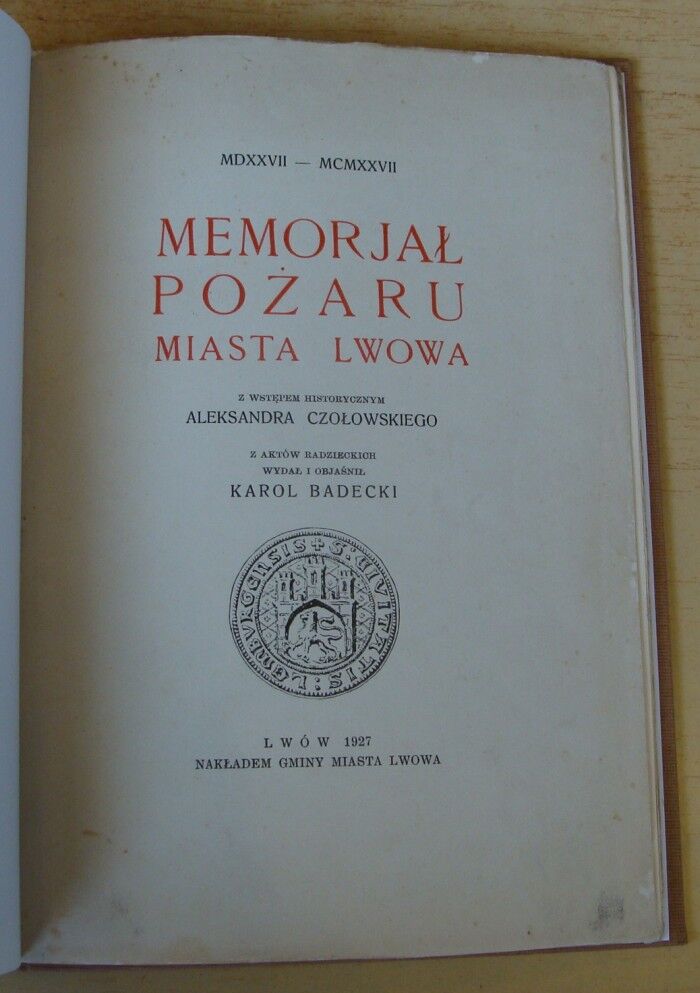 MDXXVII — MCMXXVII
MEMORJAŁ
POŻARU
MIASTA LWOWA
Z WSTĘPEM HISTORYCZNYM
ALEKSANDRA CZOŁOWSKIEGO
Z AKTÓW RADZIECKICH
WYDAŁ I OBJAŚNIŁ
KAROL BADECKI
S: CIVITATIS
LWÓW 1927
NAKŁADEM GMINY MIASTA LWOWA